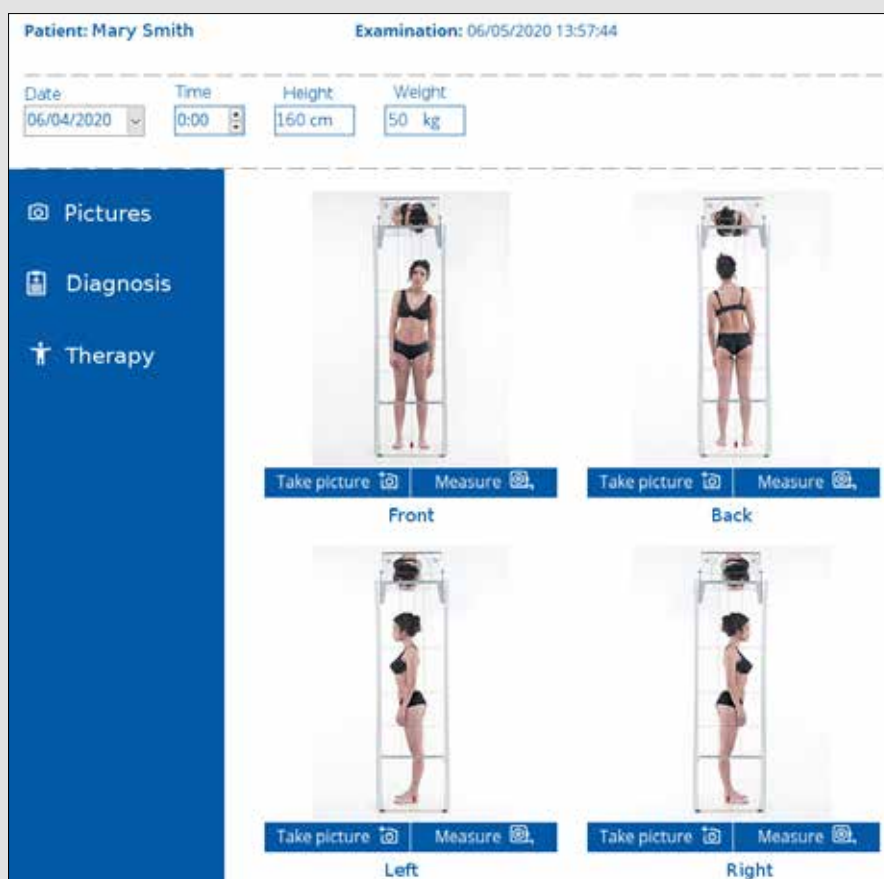 Patient: Mary Smith Examination: 06/05/2020 13:57:44
Date Time Height Weight
06/04/2020 0:00 160 cm 50 kg
Pictures
Diagnosis
Therapy
Take picture Measure Take picture Measure
Front Back
Take picture Measure Take picture Measure
Left Right